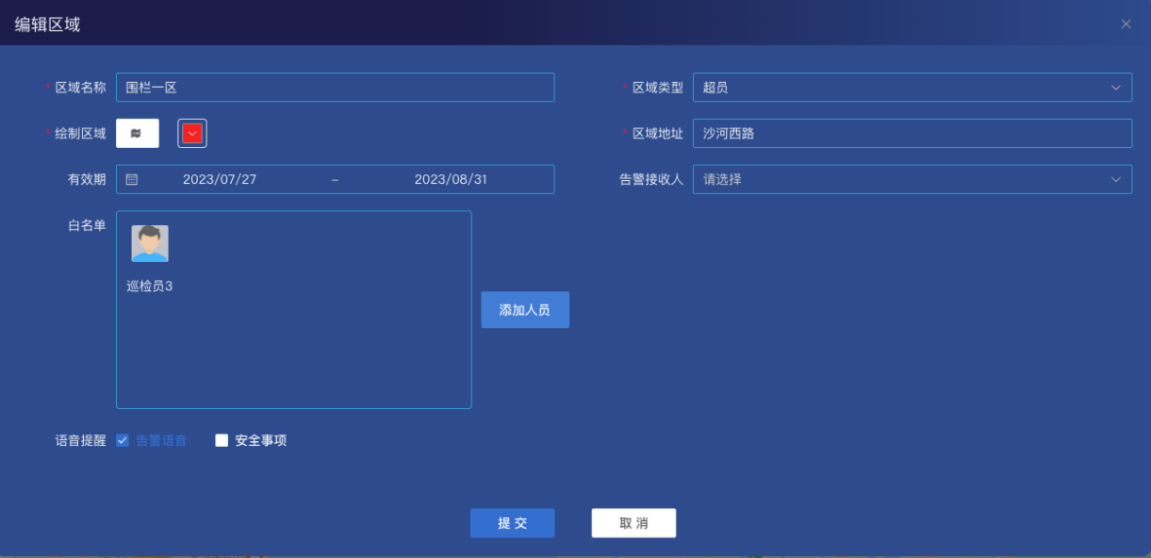 编辑区域
* 区域名称 围栏一区 * 区域类型 超员
* 绘制区域 * 区域地址 沙河西路
有效期 2023/07/27 – 2023/08/31 告警接收人 请选择
白名单
巡检员3
添加人员
语音提醒 告警语音 安全事项
提交 取消